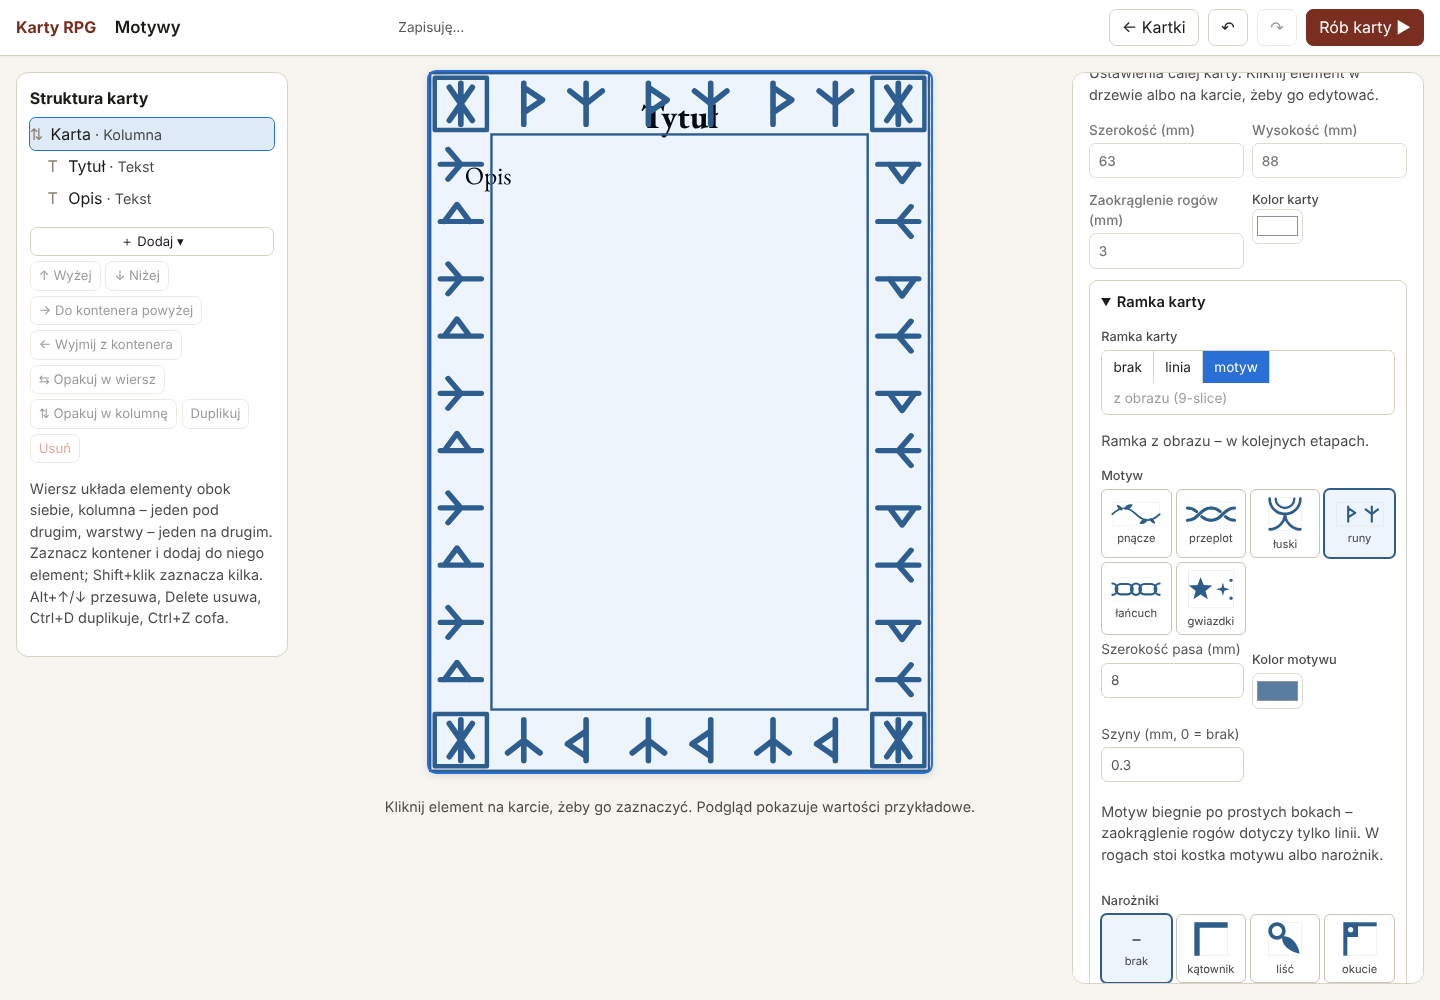 Karty RPG Motywy Zapisuję... ← Kartki ↶ ↷ Rób karty ▶
Struktura karty
⇅ Karta · Kolumna
T Tytuł · Tekst
T Opis · Tekst
+ Dodaj ▾
↑ Wyżej ↓ Niżej
→ Do kontenera powyżej
← Wyjmij z kontenera
⇆ Opakuj w wiersz
⇅ Opakuj w kolumnę Duplikuj
Usuń
Wiersz układa elementy obok
siebie, kolumna – jeden pod
drugim, warstwy – jeden na drugim.
Zaznacz kontener i dodaj do niego
element; Shift+klik zaznacza kilka.
Alt+↑/↓ przesuwa, Delete usuwa,
Ctrl+D duplikuje, Ctrl+Z cofa.
Tytuł
Opis
Kliknij element na karcie, żeby go zaznaczyć. Podgląd pokazuje wartości przykładowe.
Ustawienia całej karty. Kliknij element w
drzewie albo na karcie, żeby go edytować.
Szerokość (mm) Wysokość (mm)
63 88
Zaokrąglenie rogów
(mm)
Kolor karty
3
▼ Ramka karty
Ramka karty
brak linia motyw
z obrazu (9-slice)
Ramka z obrazu – w kolejnych etapach.
Motyw
pnącze przeplot łuski runy
łańcuch gwiazdki
Szerokość pasa (mm) Kolor motywu
8
Szyny (mm, 0 = brak)
0.3
Motyw biegnie po prostych bokach –
zaokrąglenie rogów dotyczy tylko linii. W
rogach stoi kostka motywu albo narożnik.
Narożniki
–
brak kątownik liść okucie